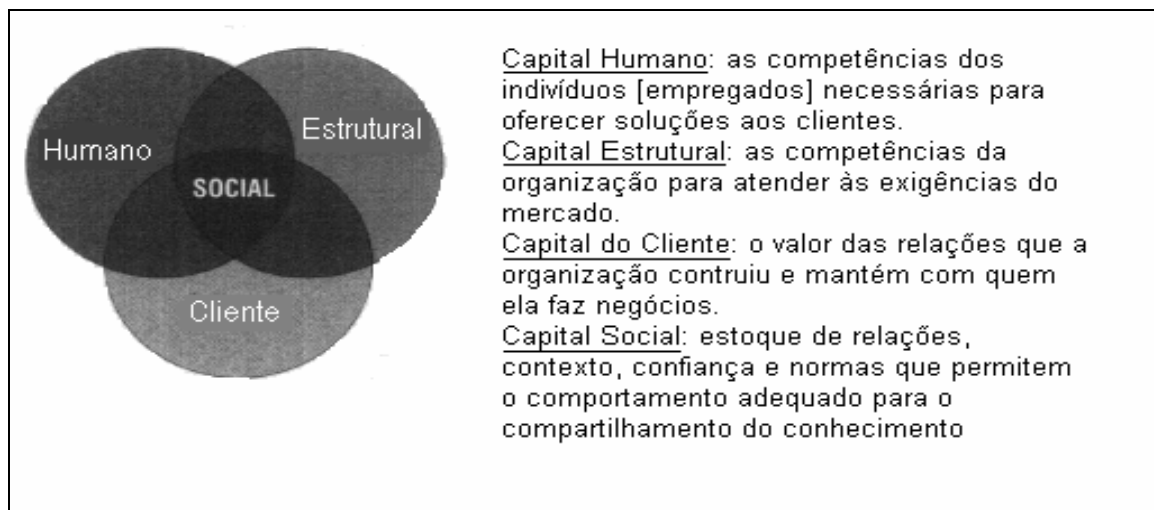 Humano
Estrutural
SOCIAL
Cliente
Capital Humano: as competências dos
indivíduos [empregados] necessárias para
oferecer soluções aos clientes.
Capital Estrutural: as competências da
organização para atender às exigências do
mercado.
Capital do Cliente: o valor das relações que a
organização contruiu e mantém com quem
ela faz negócios.
Capital Social: estoque de relações,
contexto, confiança e normas que permitem
o comportamento adequado para o
compartilhamento do conhecimento